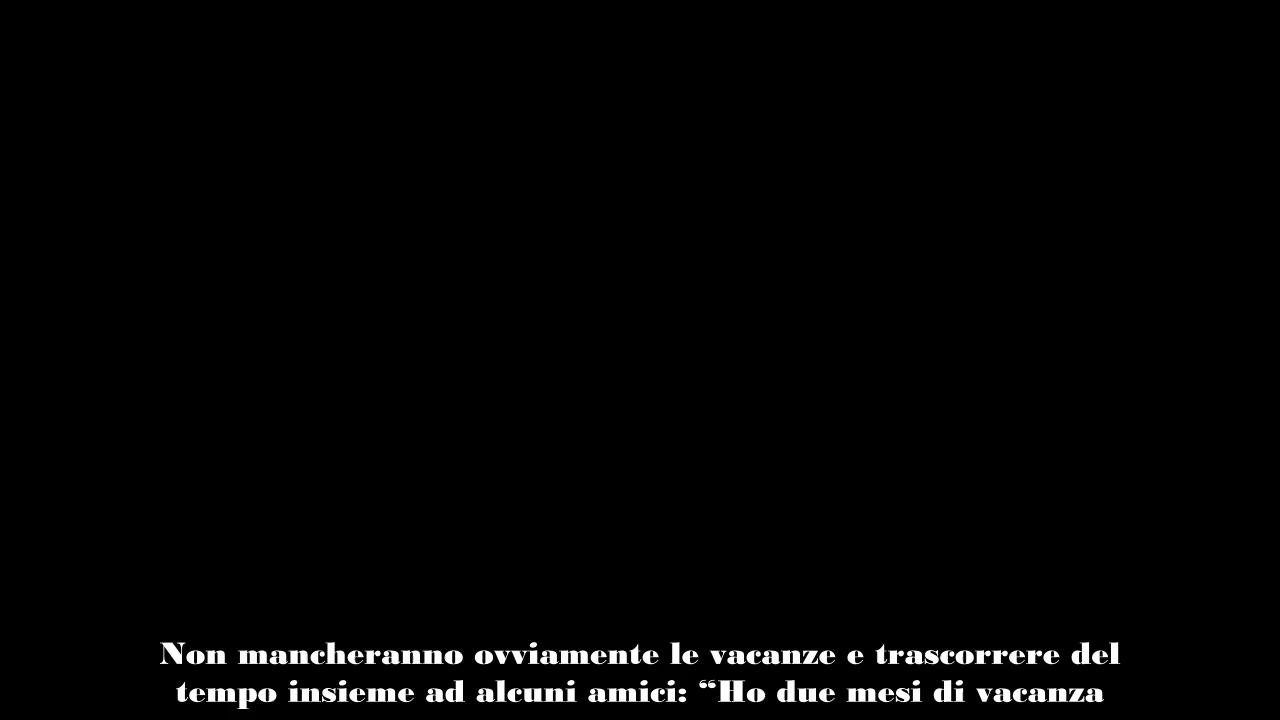 Non mancheranno ovviamente le vacanze e trascorrere del
tempo insieme ad alcuni amici: “Ho due mesi di vacanza